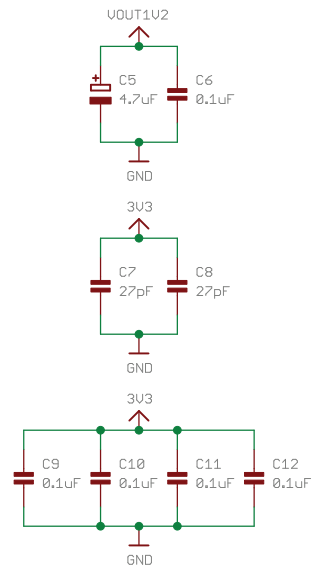 VOUT1V2
+
C5
4.7uF
C6
0.1uF
GND
3V3
C7
27pF
C8
27pF
GND
3V3
C9
0.1uF
C10
0.1uF
C11
0.1uF
C12
0.1uF
GND